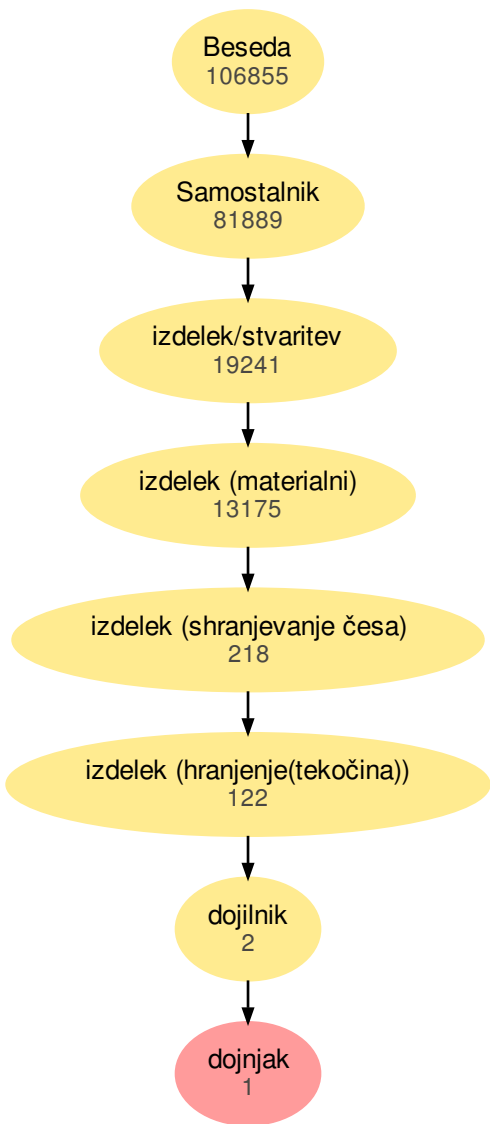 Beseda
106855
Samostalnik
81889
izdelek/stvaritev
19241
izdelek (materialni)
13175
izdelek (shranjevanje česa)
218
izdelek (hranjenje(tekočina))
122
dojilnik
2
dojnjak
1